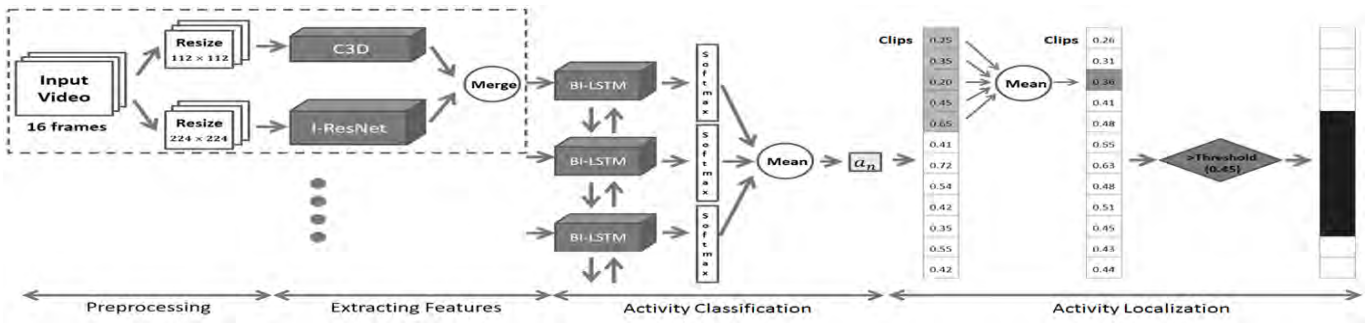 Input
Video
16 frames
Resize
112 × 112
Resize
224 × 224
C3D
I-ResNet
Merge
BI-LSTM
BI-LSTM
BI-LSTM
Softmax
Softmax
Softmax
Mean
aₙ
Clips
0.25
0.35
0.20
0.45
0.65
0.41
0.72
0.54
0.42
0.35
0.55
0.42
Mean
Clips
0.26
0.31
0.36
0.41
0.48
0.55
0.63
0.48
0.51
0.45
0.43
0.44
>Threshold
(0.45)
Preprocessing
Extracting Features
Activity Classification
Activity Localization